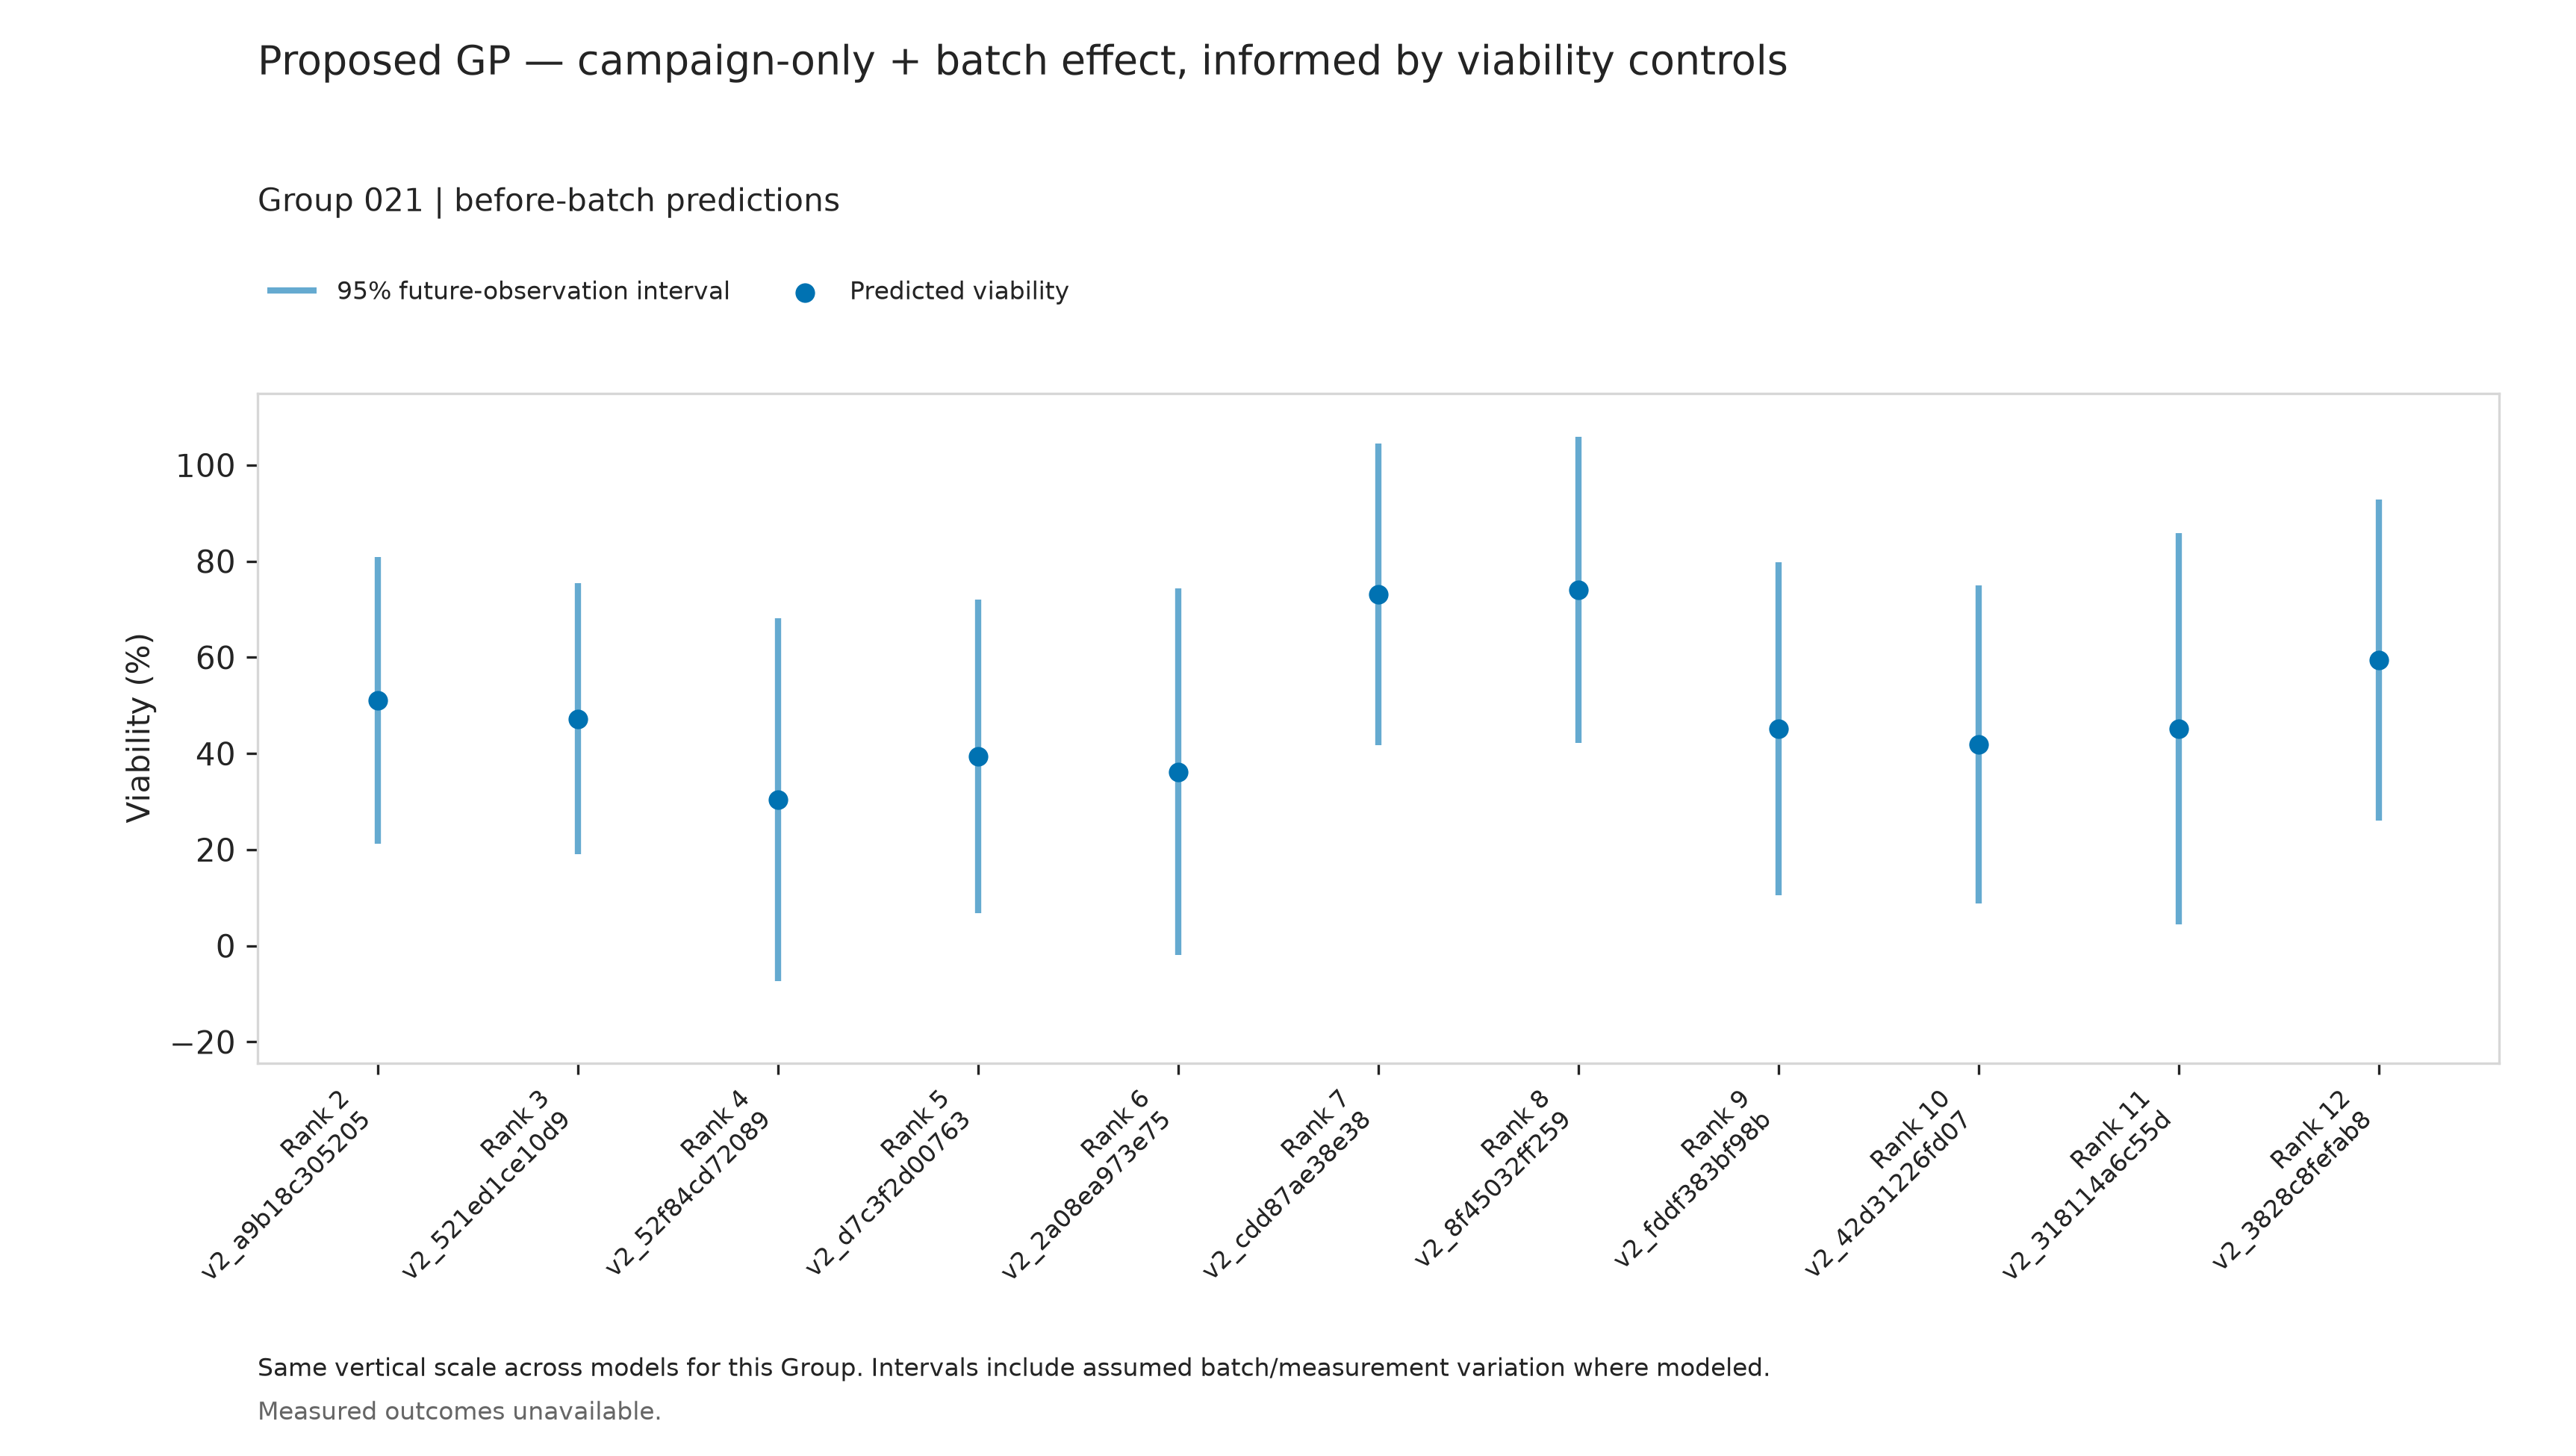 Proposed GP — campaign-only + batch effect, informed by viability controls
Group 021 | before-batch predictions
95% future-observation interval
Predicted viability
Viability (%)
100
80
60
40
20
0
−20
Rank 2
v2_a9b18c305205
Rank 3
v2_521ed1ce10d9
Rank 4
v2_52f84cd72089
Rank 5
v2_d7c3f2d00763
Rank 6
v2_2a08ea973e75
Rank 7
v2_cdd87ae38e38
Rank 8
v2_8f45032ff259
Rank 9
v2_fddf383bf98b
Rank 10
v2_42d31226fd07
Rank 11
v2_318114a6c55d
Rank 12
v2_3828c8fefab8
Same vertical scale across models for this Group. Intervals include assumed batch/measurement variation where modeled.
Measured outcomes unavailable.